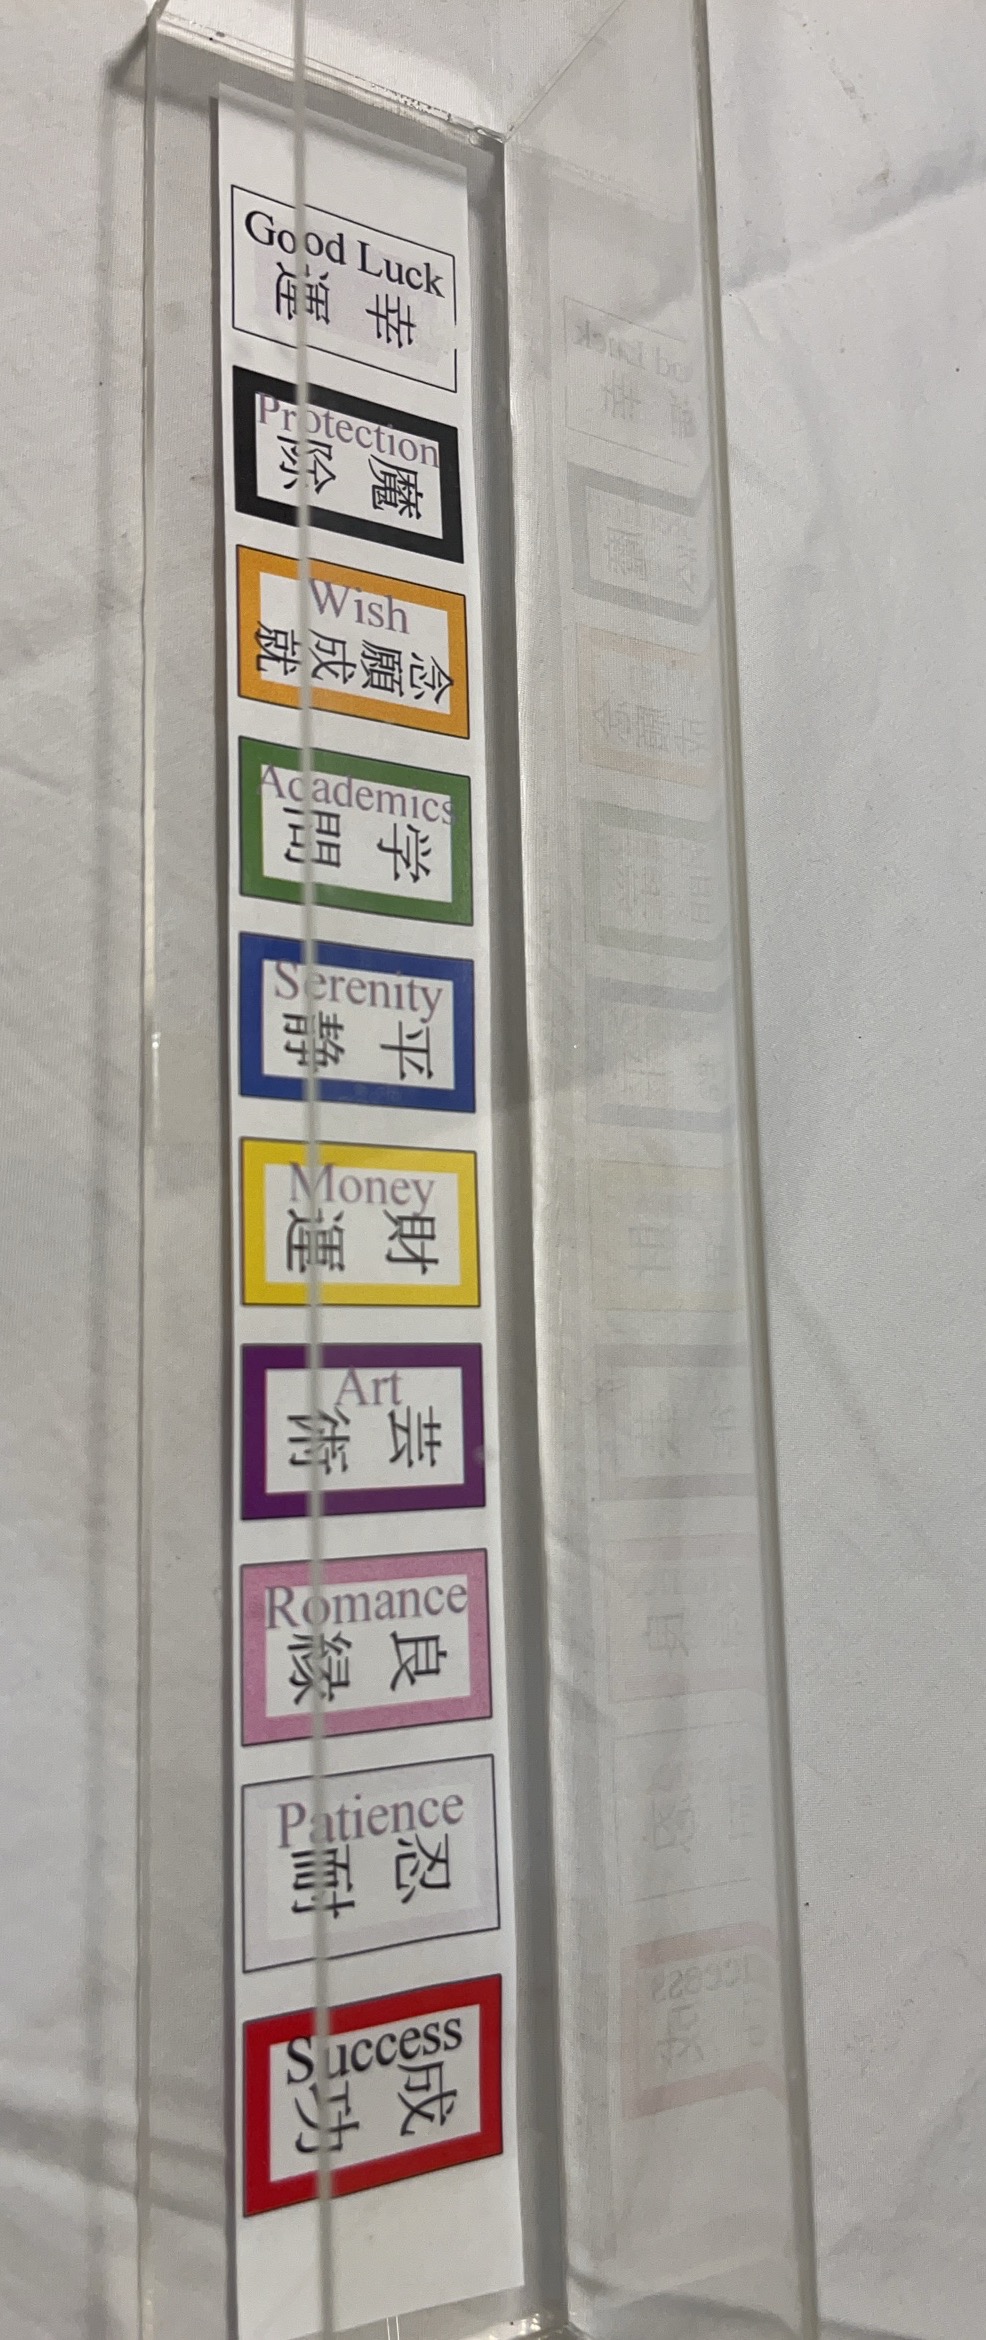 Good Luck
幸運
Protection
魔除
Wish
念願成就
Academics
学問
Serenity
平静
Money
財運
Art
芸術
Romance
良縁
Patience
忍耐
Success
成功